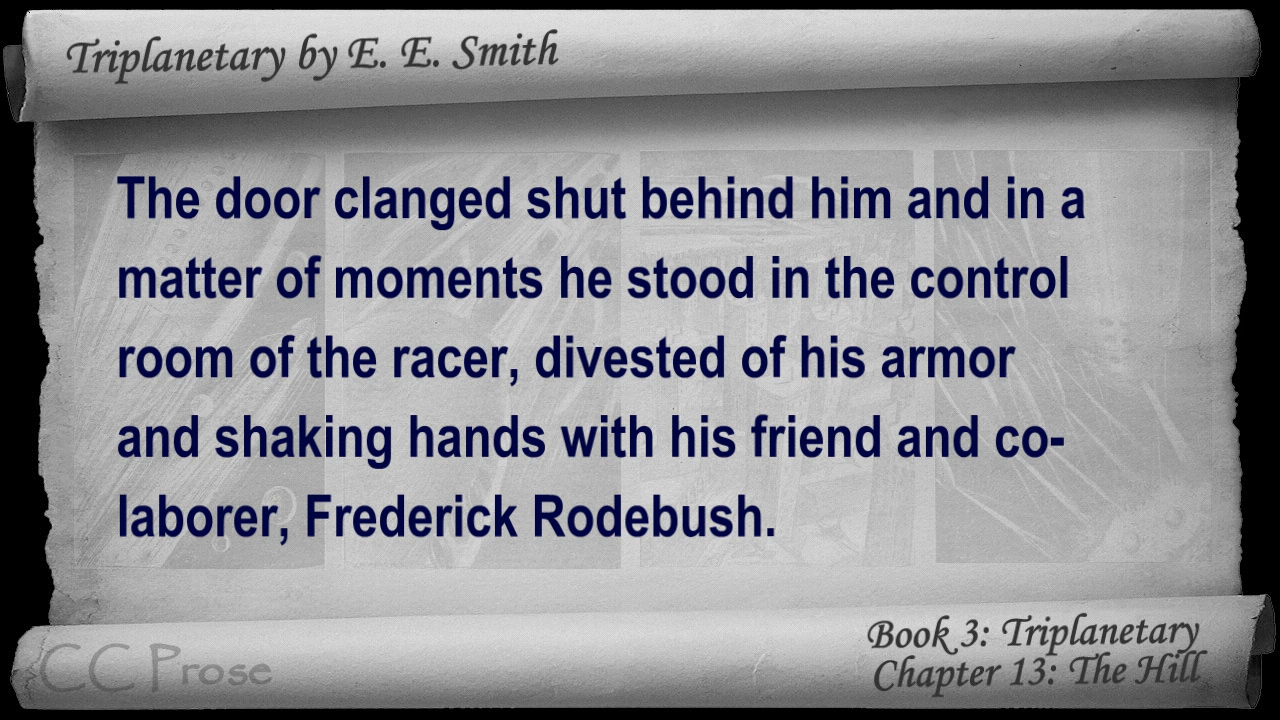 Triplanetary by E. E. Smith
The door clanged shut behind him and in a
matter of moments he stood in the control
room of the racer, divested of his armor
and shaking hands with his friend and co-
laborer, Frederick Rodebush.
Book 3: Triplanetary
Chapter 13: The Hill
CC Prose